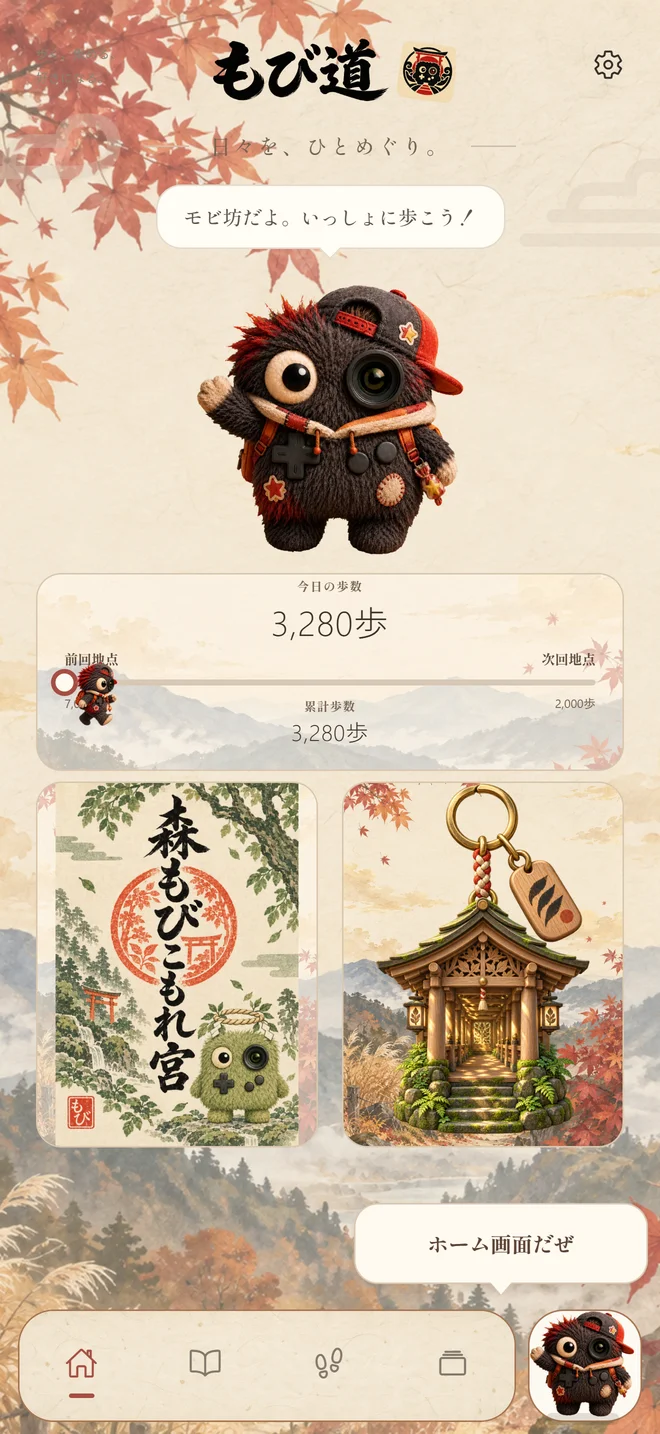 もび道
日々を、ひとめぐり。
モビ坊だよ。いっしょに歩こう！
今日の歩数
3,280歩
前回地点
次回地点
2,000歩
累計歩数
3,280歩
森もびこもれ宮
もび
ホーム画面だぜ